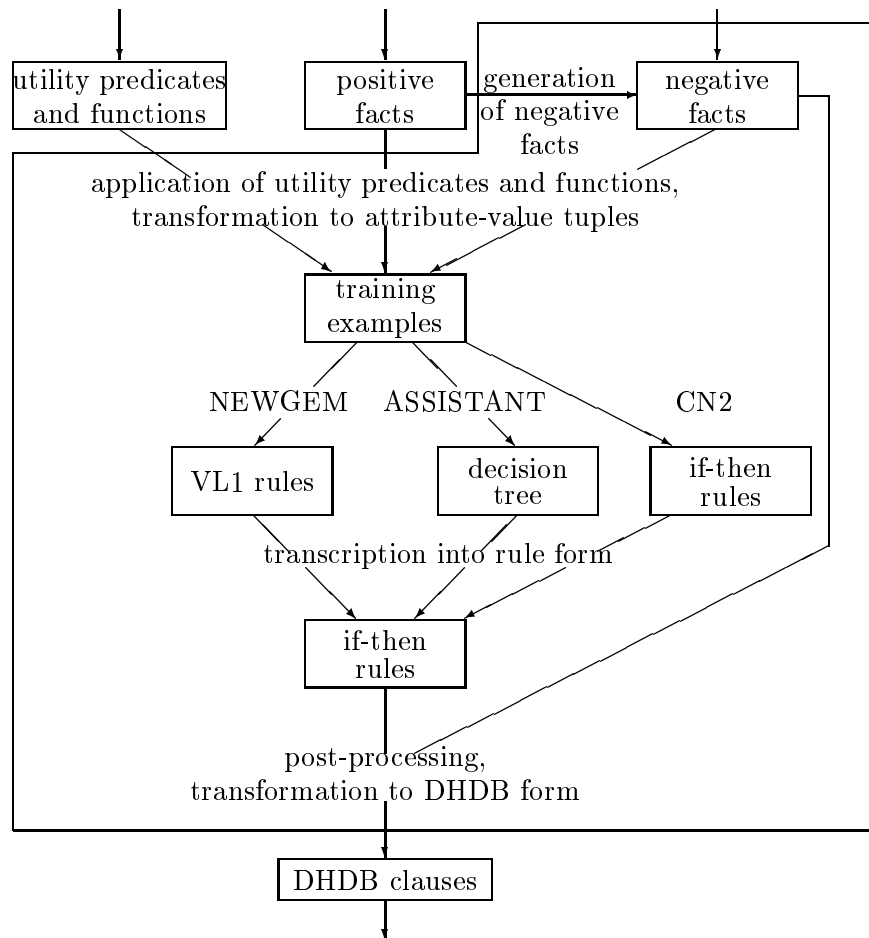 utility predicates
and functions
positive
facts
generation
of negative
facts
negative
facts
application of utility predicates and functions,
transformation to attribute-value tuples
training
examples
NEWGEM
ASSISTANT
CN2
VL1 rules
decision
tree
if-then
rules
transcription into rule form
if-then
rules
post-processing,
transformation to DHDB form
DHDB clauses